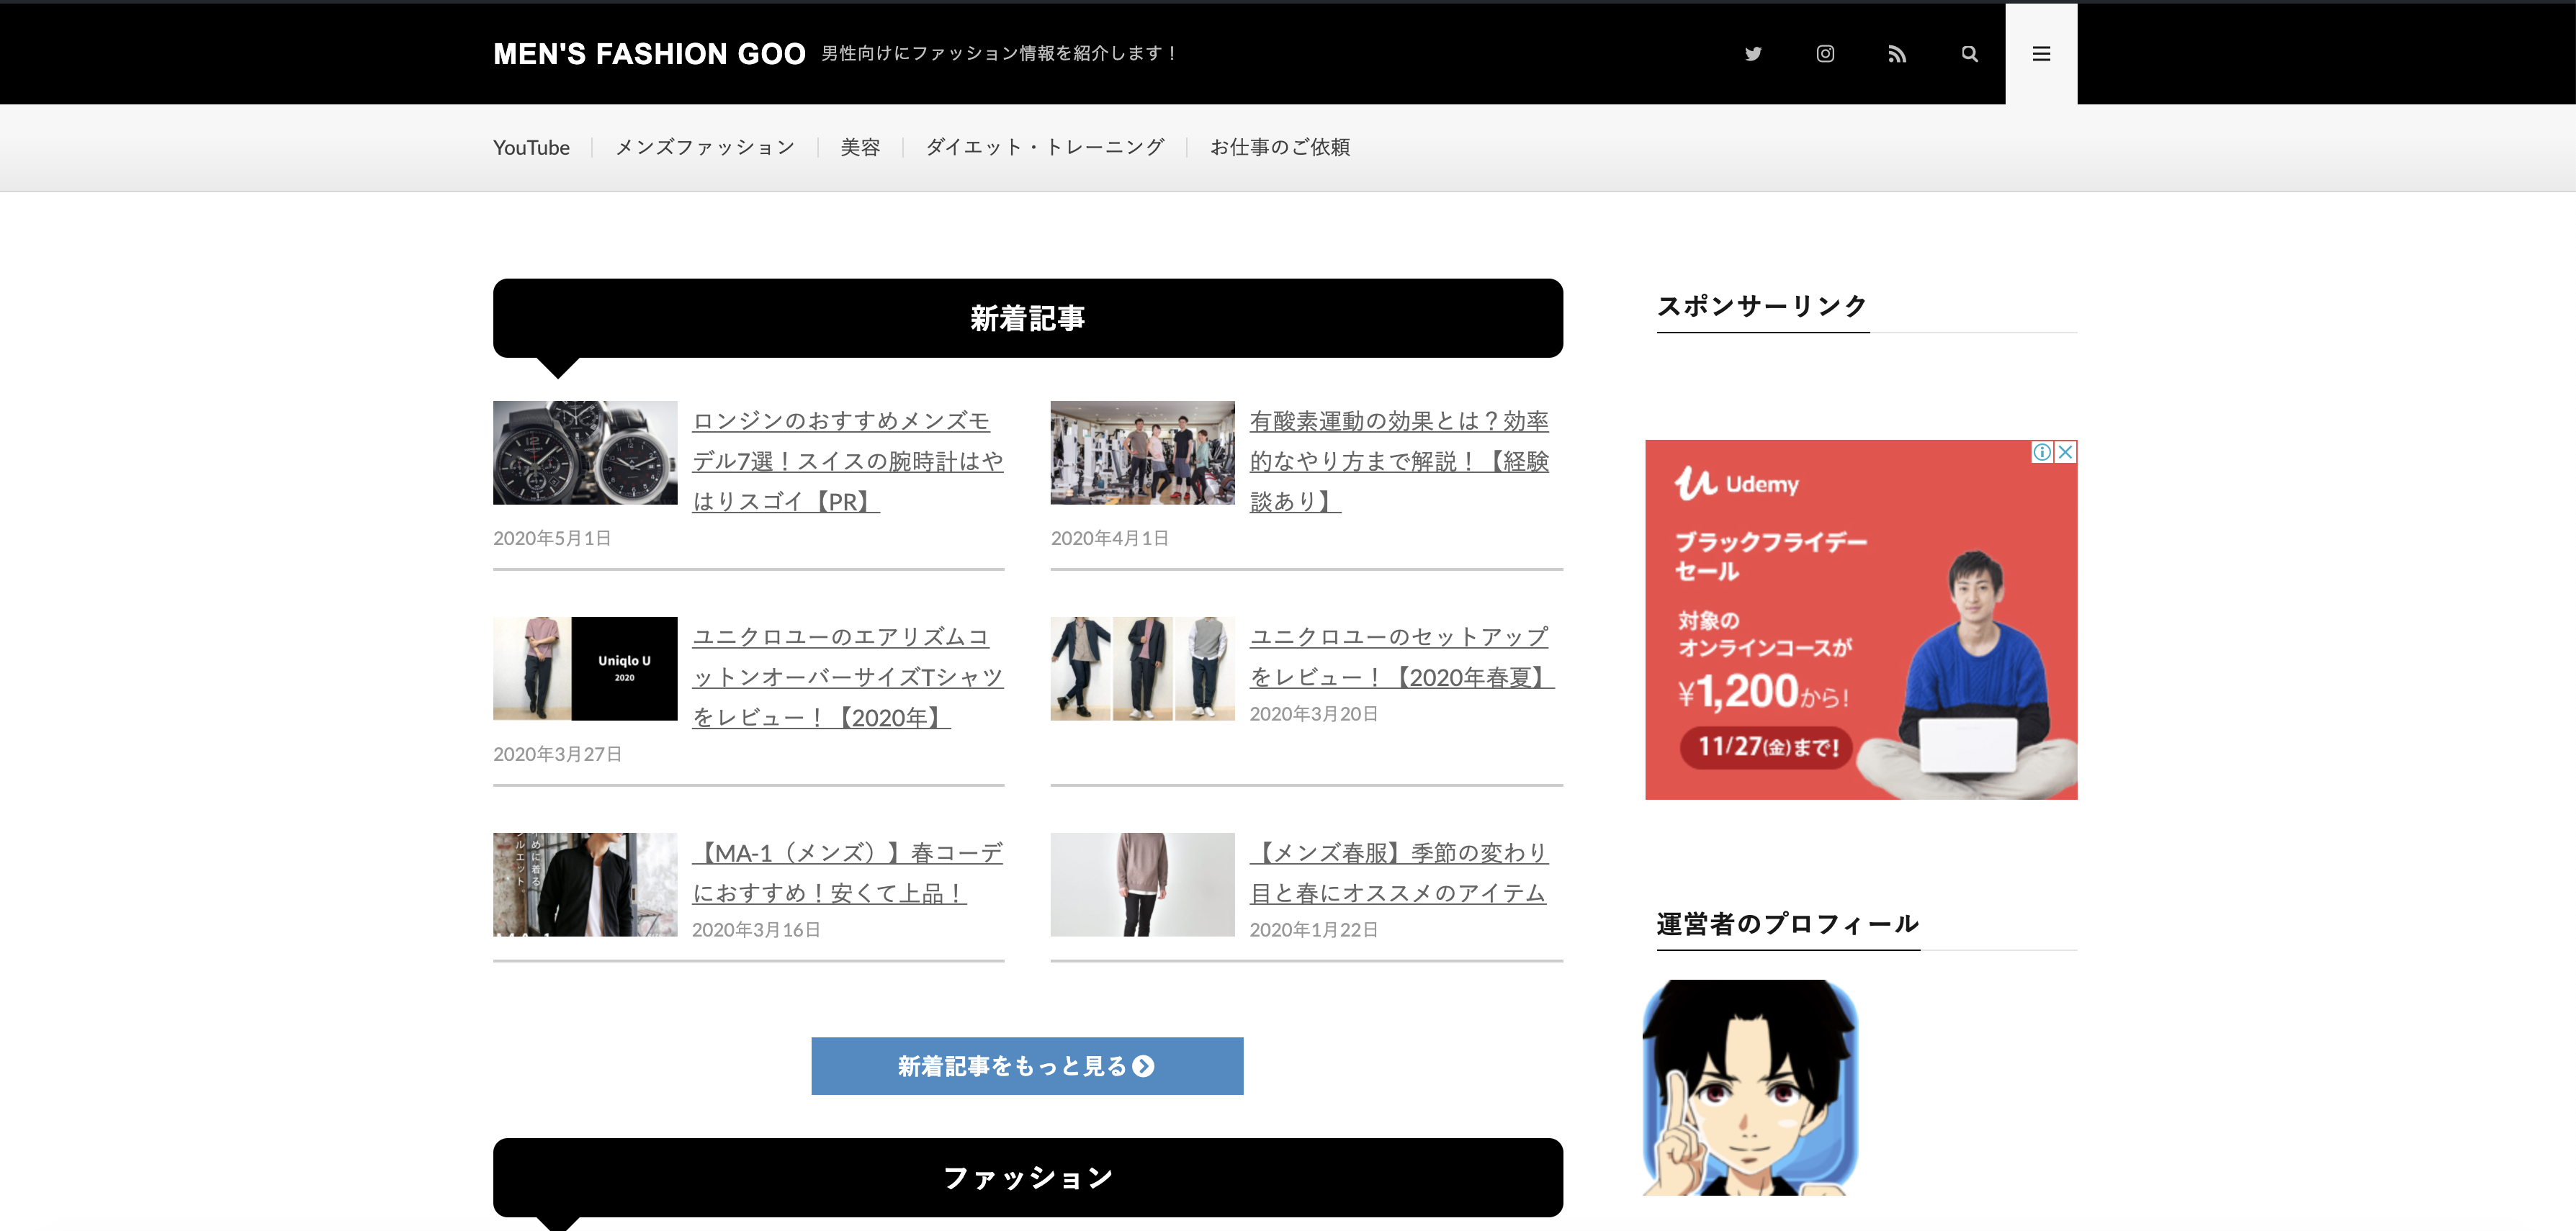 MEN'S FASHION GOO 男性向けにファッション情報を紹介します！
YouTube
メンズファッション
美容
ダイエット・トレーニング
お仕事のご依頼
新着記事
ロンジンのおすすめメンズモ
デル7選！スイスの腕時計はや
はりスゴイ【PR】
2020年5月1日
有酸素運動の効果とは？効率
的なやり方まで解説！【経験
談あり】
2020年4月1日
Uniqlo U
2020
ユニクロユーのエアリズムコ
ットンオーバーサイズTシャツ
をレビュー！【2020年】
2020年3月27日
ユニクロユーのセットアップ
をレビュー！【2020年春夏】
2020年3月20日
めに着る
ルエット
【MA-1（メンズ）】春コーデ
におすすめ！安くて上品！
2020年3月16日
【メンズ春服】季節の変わり
目と春にオススメのアイテム
2020年1月22日
新着記事をもっと見る
ファッション
スポンサーリンク
Udemy
ブラックフライデー
セール
対象の
オンラインコースが
¥1,200から!
11/27(金)まで!
運営者のプロフィール